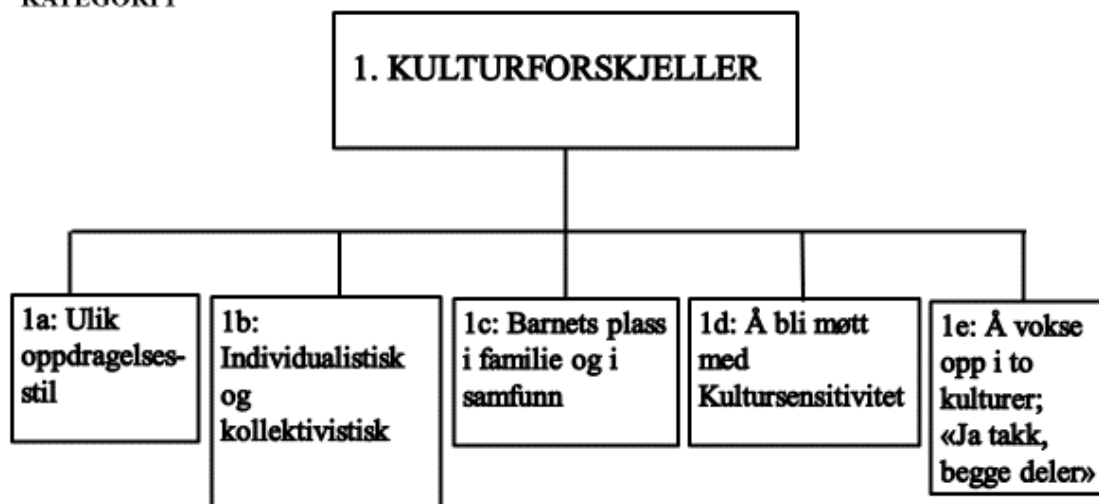 KATEGORI 1
1. KULTURFORSKJELLER
1a: Ulik
oppdragelses-
stil
1b:
Individualistisk
og
kollektivistisk
1c: Barnets plass
i familie og i
samfunn
1d: Å bli møtt
med
Kultursensitivitet
1e: Å vokse
opp i to
kulturer;
«Ja takk,
begge deler»